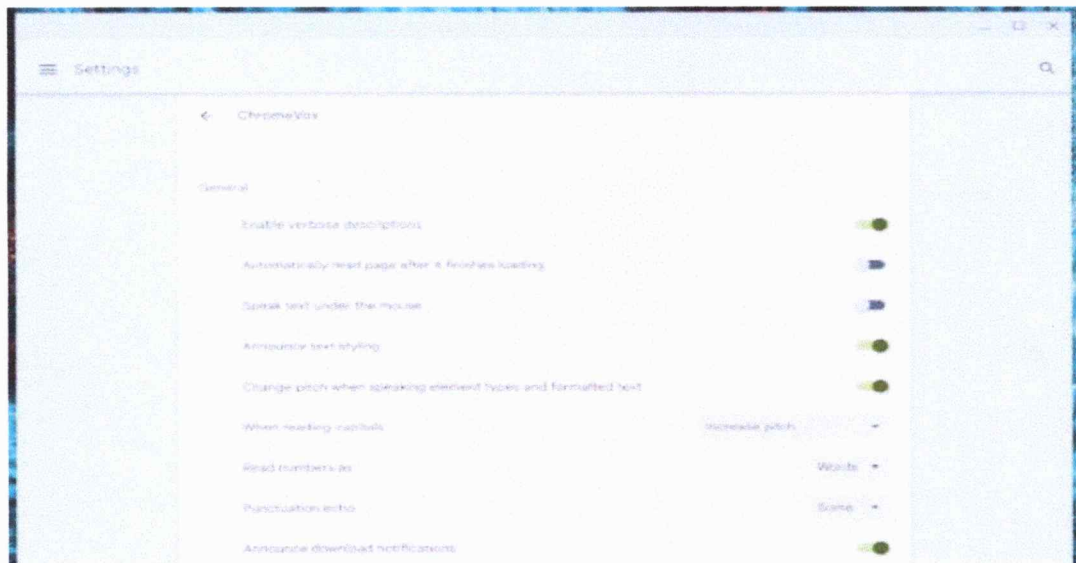 Settings
ChromeVox
General
Enable verbose descriptions
Automatically read page after it finishes loading
Speak text under the mouse
Announce text styling
Change pitch when speaking element types and formatted text
When reading capitals Increase pitch
Read numbers as Words
Punctuation echo Some
Announce download notifications